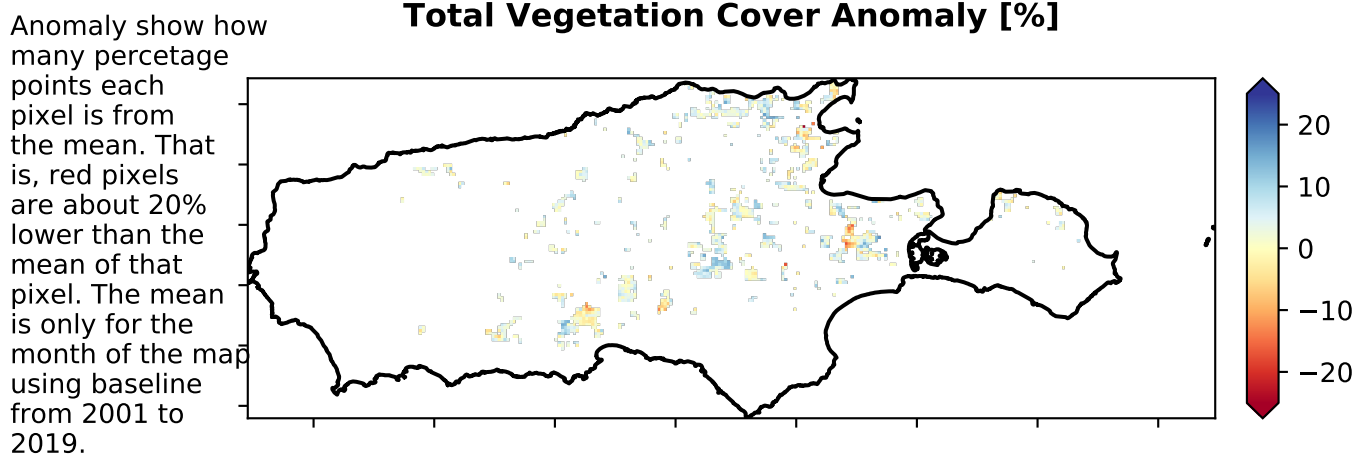 Total Vegetation Cover Anomaly [%]
Anomaly show how
many percetage
points each
pixel is from
the mean. That
is, red pixels
are about 20%
lower than the
mean of that
pixel. The mean
is only for the
month of the map
using baseline
from 2001 to
2019.
20
10
0
−10
−20